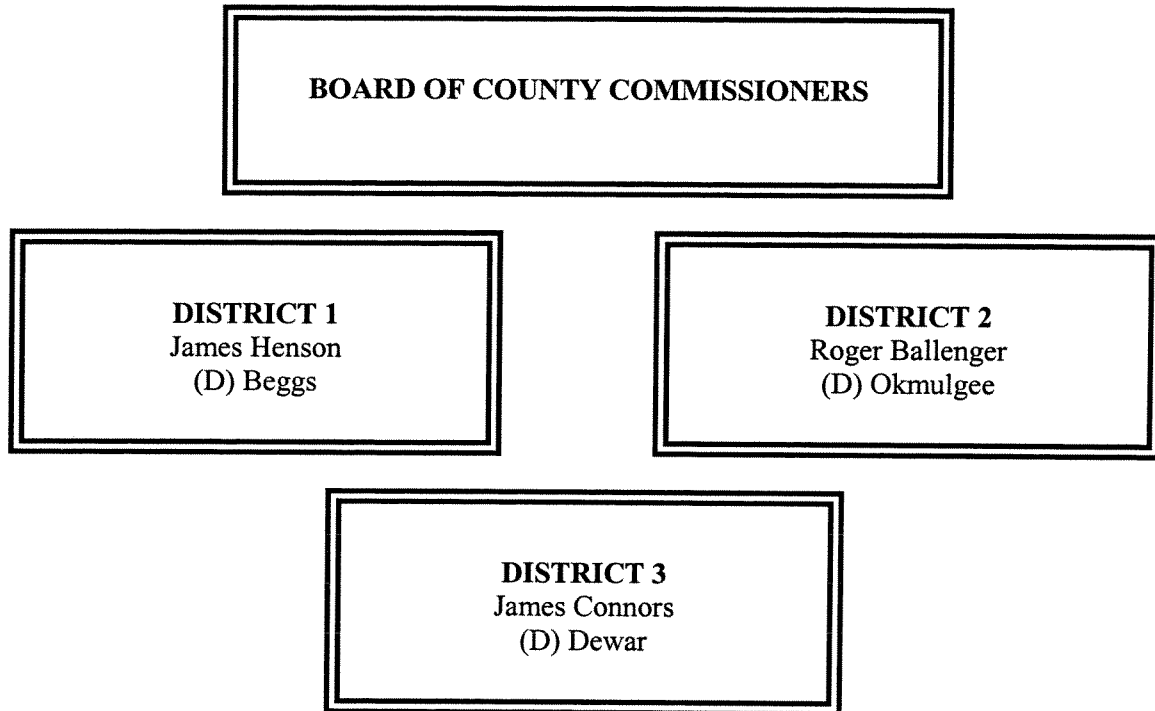 BOARD OF COUNTY COMMISSIONERS
DISTRICT 1
James Henson
(D) Beggs
DISTRICT 2
Roger Ballenger
(D) Okmulgee
DISTRICT 3
James Connors
(D) Dewar